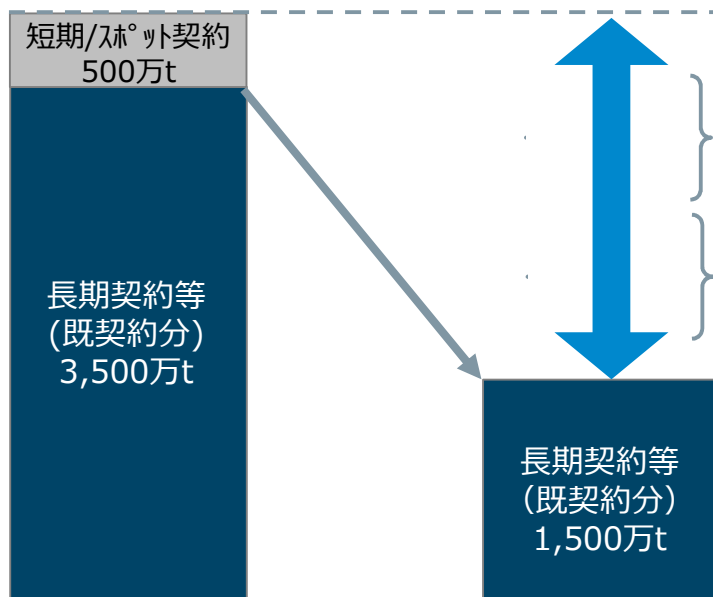 短期/ｽﾎﾟｯﾄ契約
500万t
長期契約等
(既契約分)
3,500万t
長期契約等
（既契約分）
1,500万t